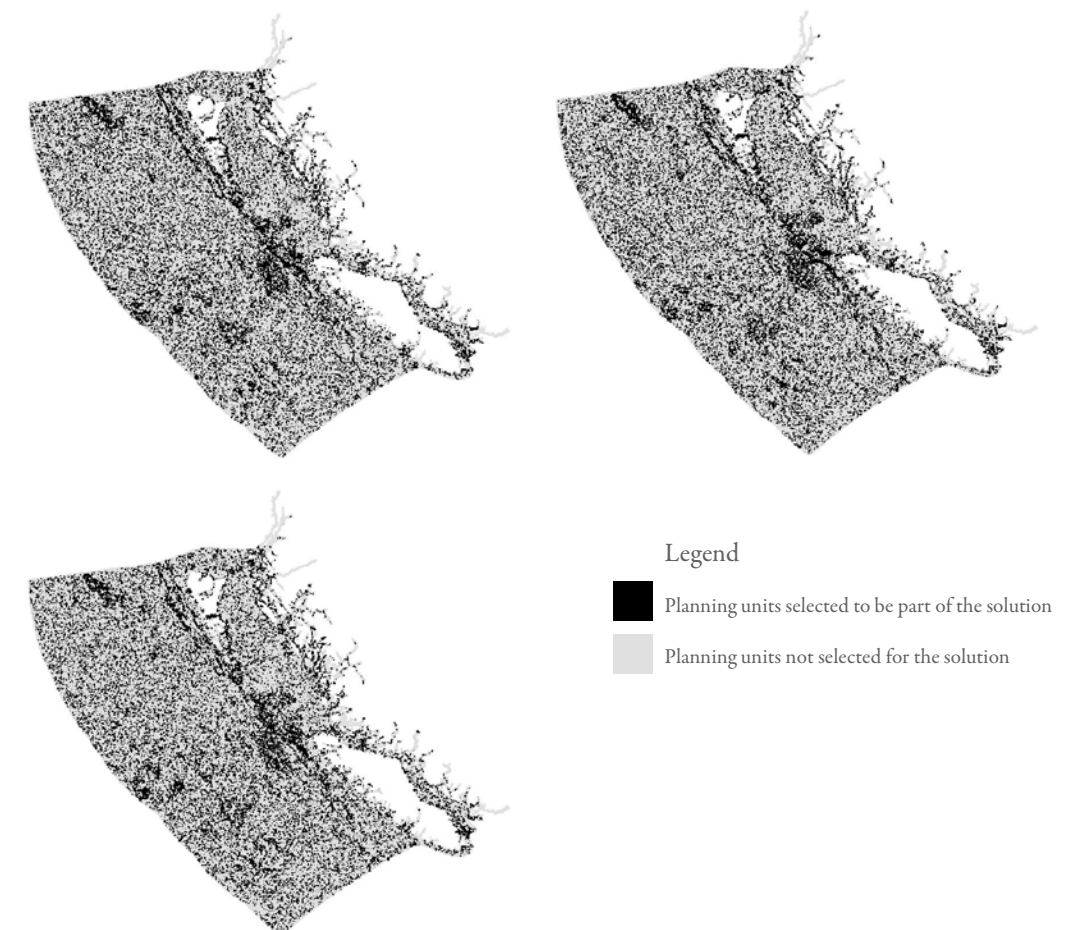 Legend
Planning units selected to be part of the solution
Planning units not selected for the solution